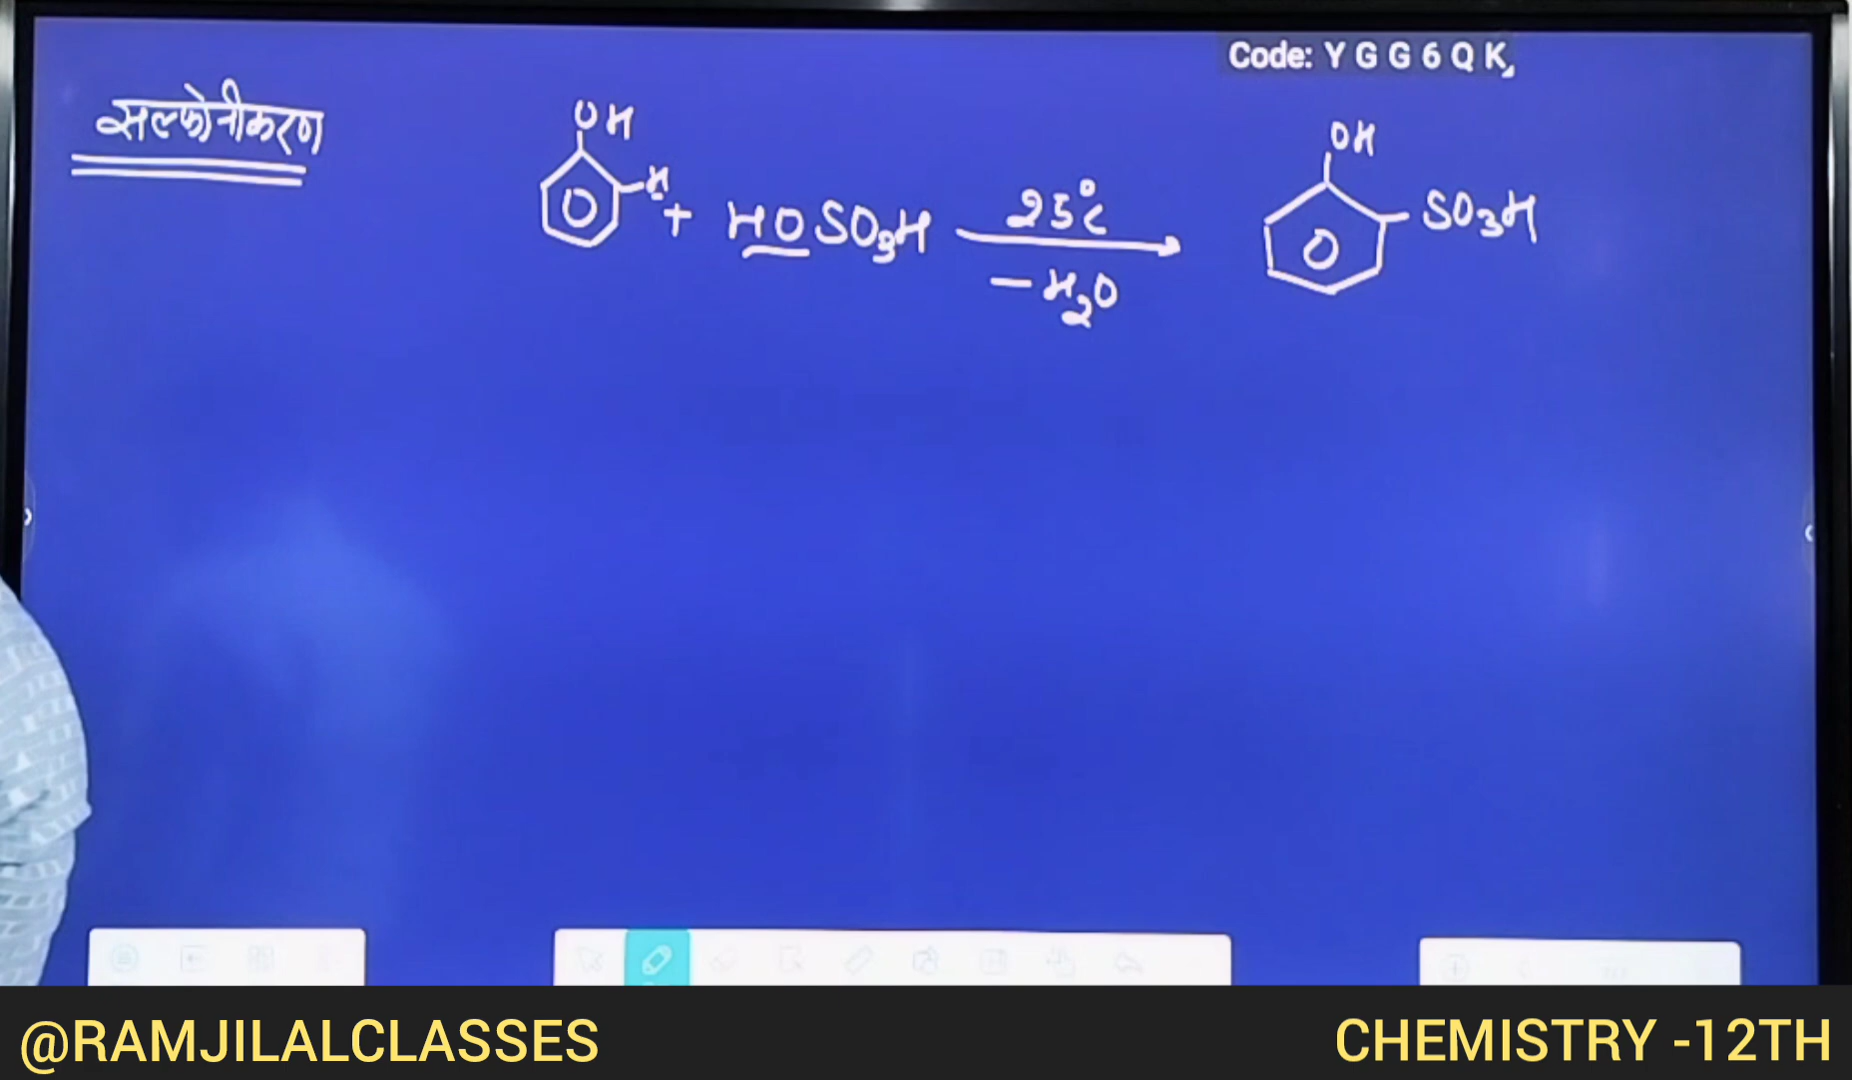 Code: Y G G 6 Q K,
सल्फोनीकरण
OH OH
H + HOSO3H 25°C SO3H
- H2O
@RAMJILALCLASSES CHEMISTRY -12TH